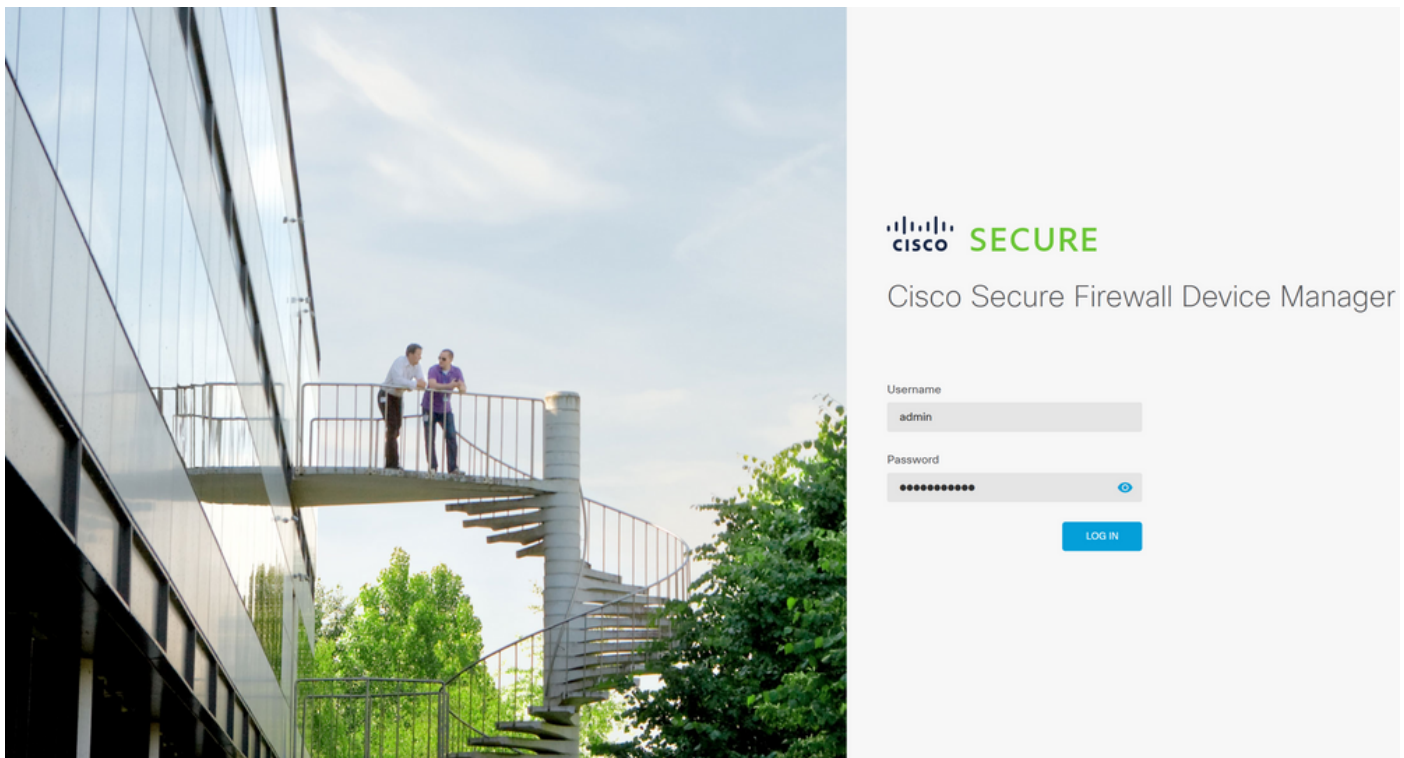 CISCO SECURE
Cisco Secure Firewall Device Manager
Username
admin
Password
•••••••••••
LOG IN